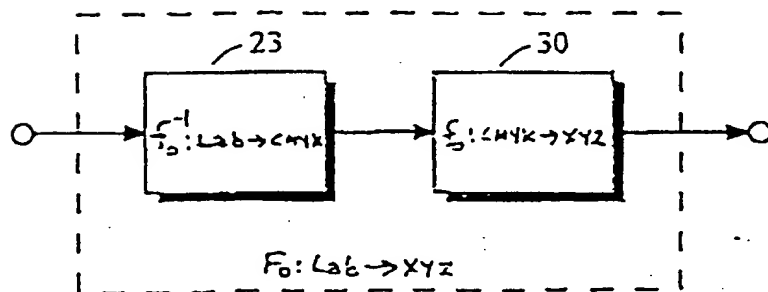 23
30
f₀⁻¹: Lab → CMYK
f₀: CMYK → XYZ
F₀: Lab → XYZ